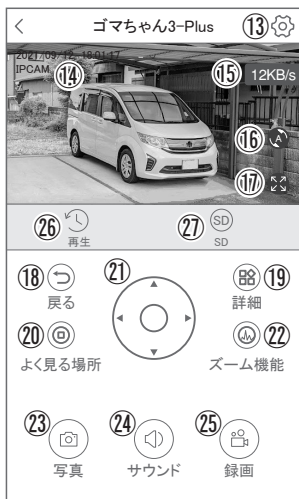 ゴマちゃん3-Plus ⑬
2021/09/12 18:01:17
IPCAM ⑭ ⑮ 12KB/s
⑯ A
⑰
㉖ ㉗ SD
再生 SD
⑱ ㉑ ⑲
戻る 詳細
⑳ ㉒
よく見る場所 ズーム機能
㉓ ㉔ ㉕
写真 サウンド 録画